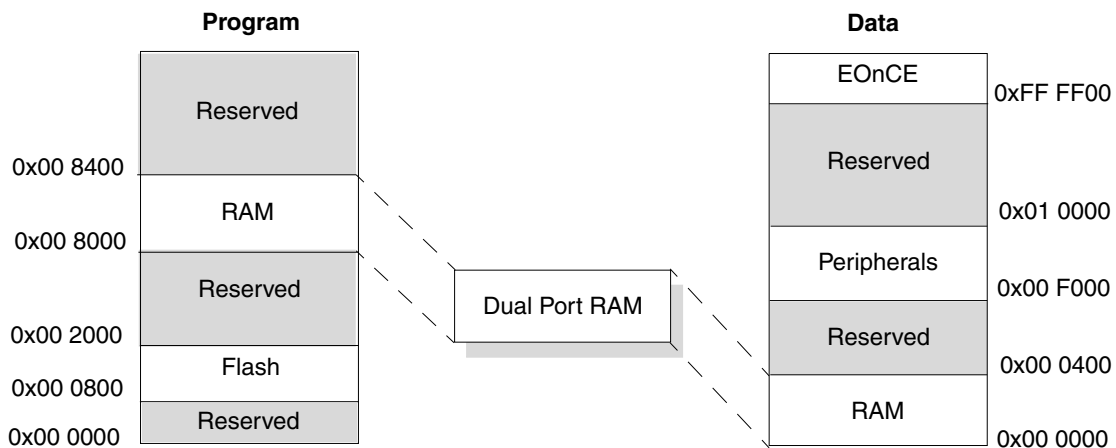 Program
Reserved
0x00 8400
RAM
0x00 8000
Reserved
0x00 2000
Flash
0x00 0800
Reserved
0x00 0000
Dual Port RAM
Data
EOnCE
0xFF FF00
Reserved
0x01 0000
Peripherals
0x00 F000
Reserved
0x00 0400
RAM
0x00 0000